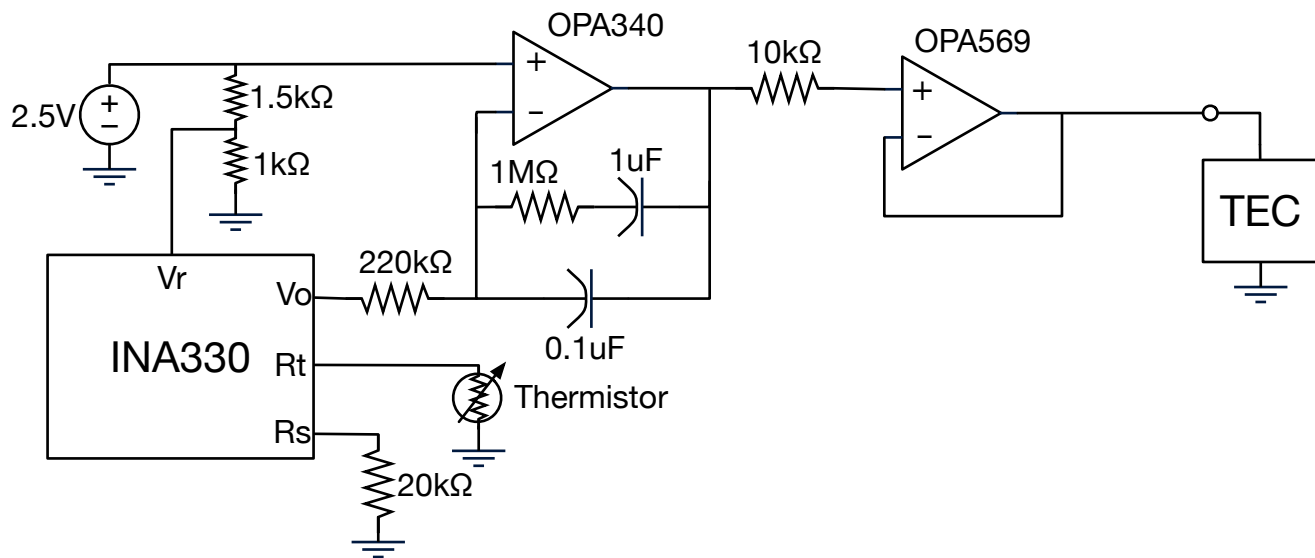 OPA340
OPA569
10kΩ
+
−
2.5V
+
−
1.5kΩ
1kΩ
+
−
1MΩ
1uF
TEC
Vr
220kΩ
Vo
0.1uF
INA330
Rt
Thermistor
Rs
20kΩ